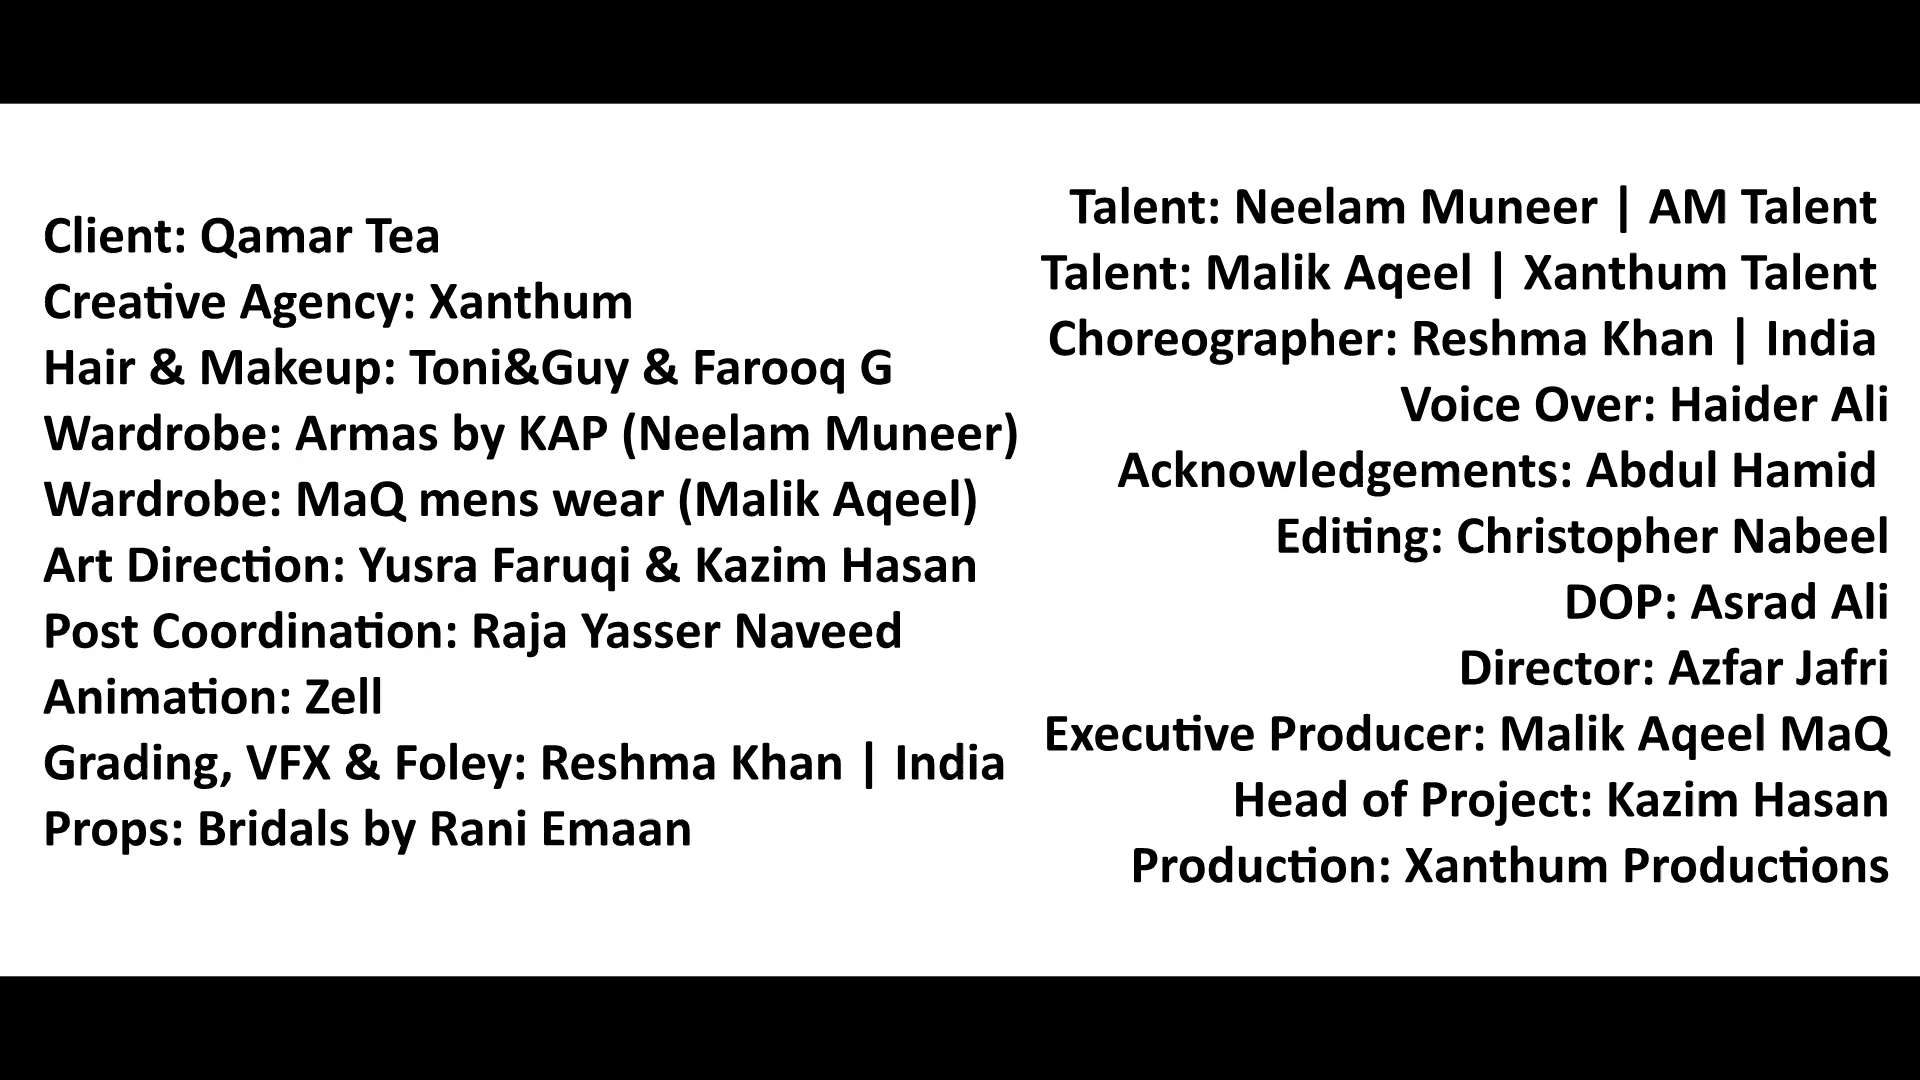 Client: Qamar Tea
Creative Agency: Xanthum
Hair & Makeup: Toni&Guy & Farooq G
Wardrobe: Armas by KAP (Neelam Muneer)
Wardrobe: MaQ mens wear (Malik Aqeel)
Art Direction: Yusra Faruqi & Kazim Hasan
Post Coordination: Raja Yasser Naveed
Animation: Zell
Grading, VFX & Foley: Reshma Khan | India
Props: Bridals by Rani Emaan
Talent: Neelam Muneer | AM Talent
Talent: Malik Aqeel | Xanthum Talent
Choreographer: Reshma Khan | India
Voice Over: Haider Ali
Acknowledgements: Abdul Hamid
Editing: Christopher Nabeel
DOP: Asrad Ali
Director: Azfar Jafri
Executive Producer: Malik Aqeel MaQ
Head of Project: Kazim Hasan
Production: Xanthum Productions